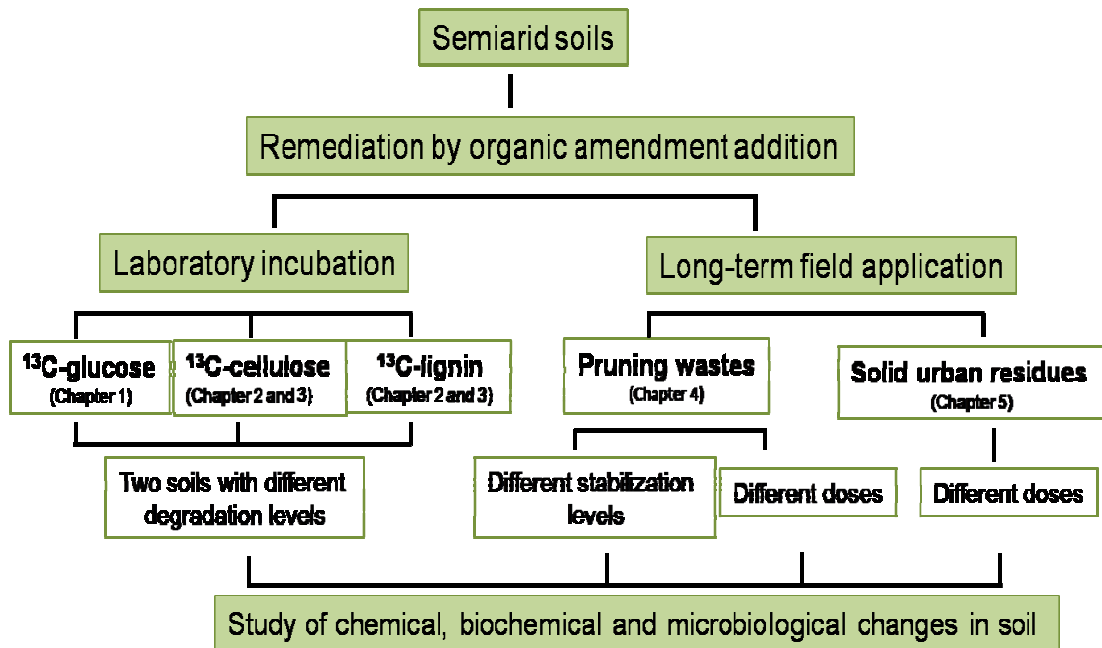 Semiarid soils
Remediation by organic amendment addition
Laboratory incubation
Long-term field application
¹³C-glucose
(Chapter 1)
¹³C-cellulose
(Chapter 2 and 3)
¹³C-lignin
(Chapter 2 and 3)
Pruning wastes
(Chapter 4)
Solid urban residues
(Chapter 5)
Two soils with different
degradation levels
Different stabilization
levels
Different doses
Different doses
Study of chemical, biochemical and microbiological changes in soil